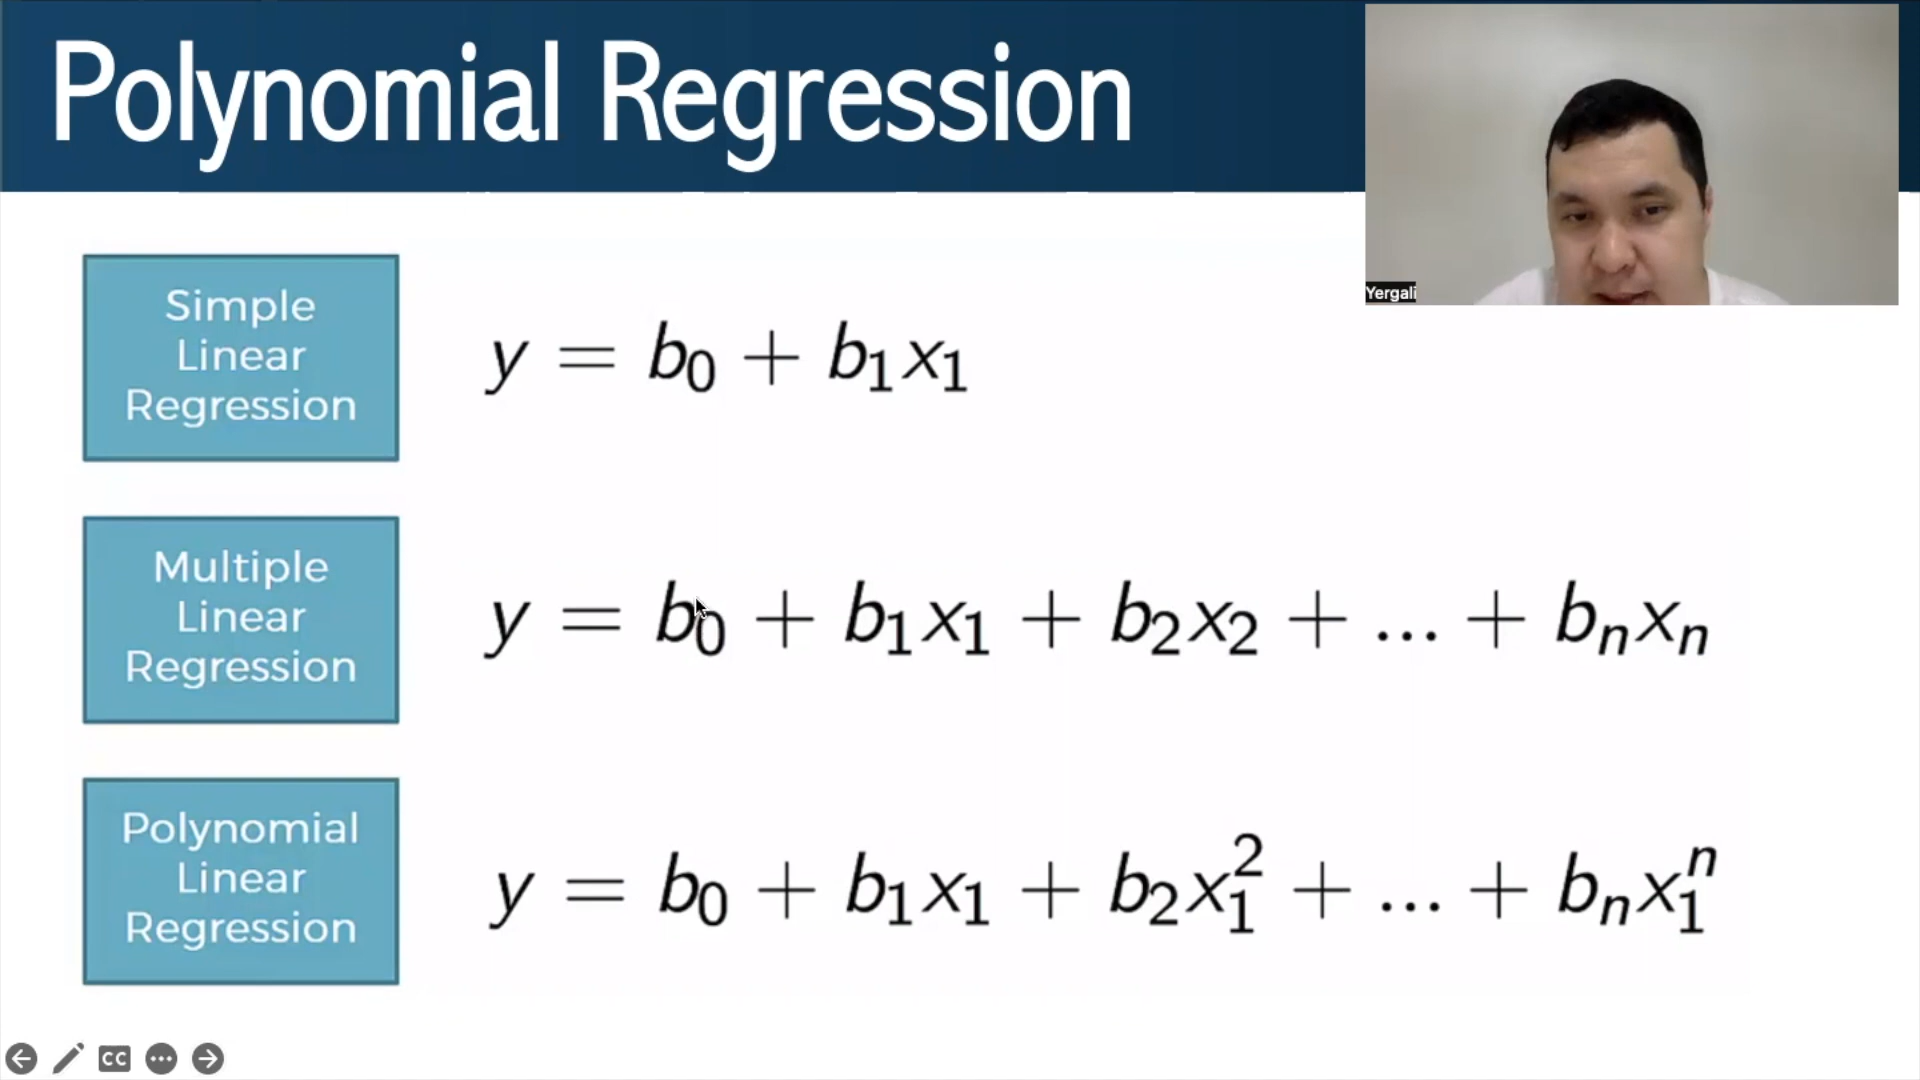 Polynomial Regression
Yergali
Simple
Linear
Regression
y = b₀ + b₁x₁
Multiple
Linear
Regression
y = b₀ + b₁x₁ + b₂x₂ + ... + bₙxₙ
Polynomial
Linear
Regression
y = b₀ + b₁x₁ + b₂x₁² + ... + bₙx₁ⁿ
CC